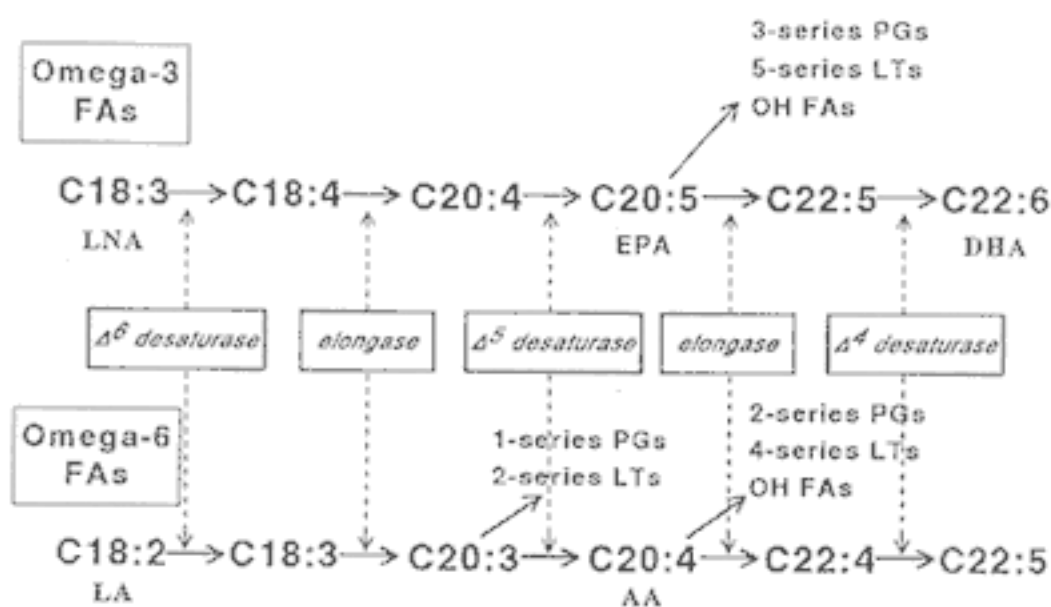 3-series PGs
5-series LTs
OH FAs
Omega-3
FAs
C18:3 C18:4 C20:4 C20:5 C22:5 C22:6
LNA EPA DHA
Δ6 desaturase elongase Δ5 desaturase elongase Δ4 desaturase
Omega-6
FAs
1-series PGs
2-series LTs
2-series PGs
4-series LTs
OH FAs
C18:2 C18:3 C20:3 C20:4 C22:4 C22:5
LA AA